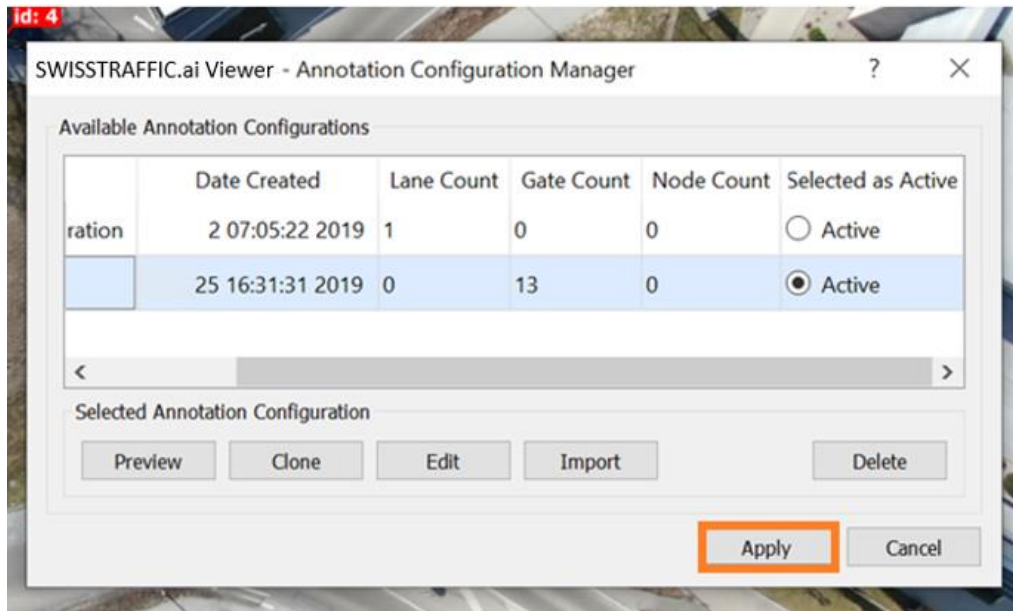 id: 4
SWISSTRAFFIC.ai Viewer - Annotation Configuration Manager ? ×
Available Annotation Configurations
Date Created Lane Count Gate Count Node Count Selected as Active
ration 2 07:05:22 2019 1 0 0 Active
25 16:31:31 2019 0 13 0 Active
Selected Annotation Configuration
Preview Clone Edit Import Delete
Apply Cancel